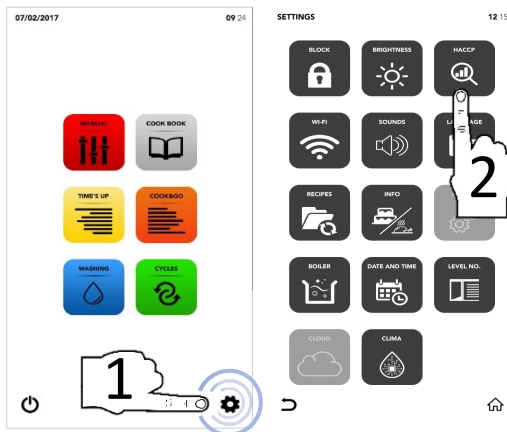 07/02/2017 09 24
MANUAL COOK BOOK
TIME'S UP COOK&GO
WASHING CYCLES
1
SETTINGS 12 15
BLOCK BRIGHTNESS HACCP
WI-FI SOUNDS
2
RECIPES INFO
BOILER DATE AND TIME LEVEL NO.
CLOUD CLIMA